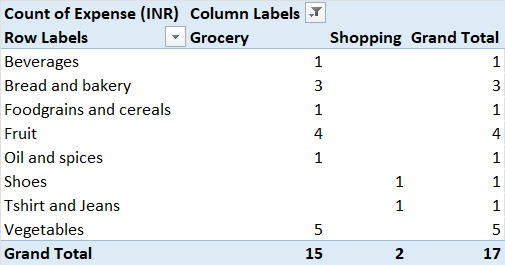 Count of Expense (INR) Column Labels
Row Labels Grocery Shopping Grand Total
Beverages 1 1
Bread and bakery 3 3
Foodgrains and cereals 1 1
Fruit 4 4
Oil and spices 1 1
Shoes 1 1
Tshirt and Jeans 1 1
Vegetables 5 5
Grand Total 15 2 17